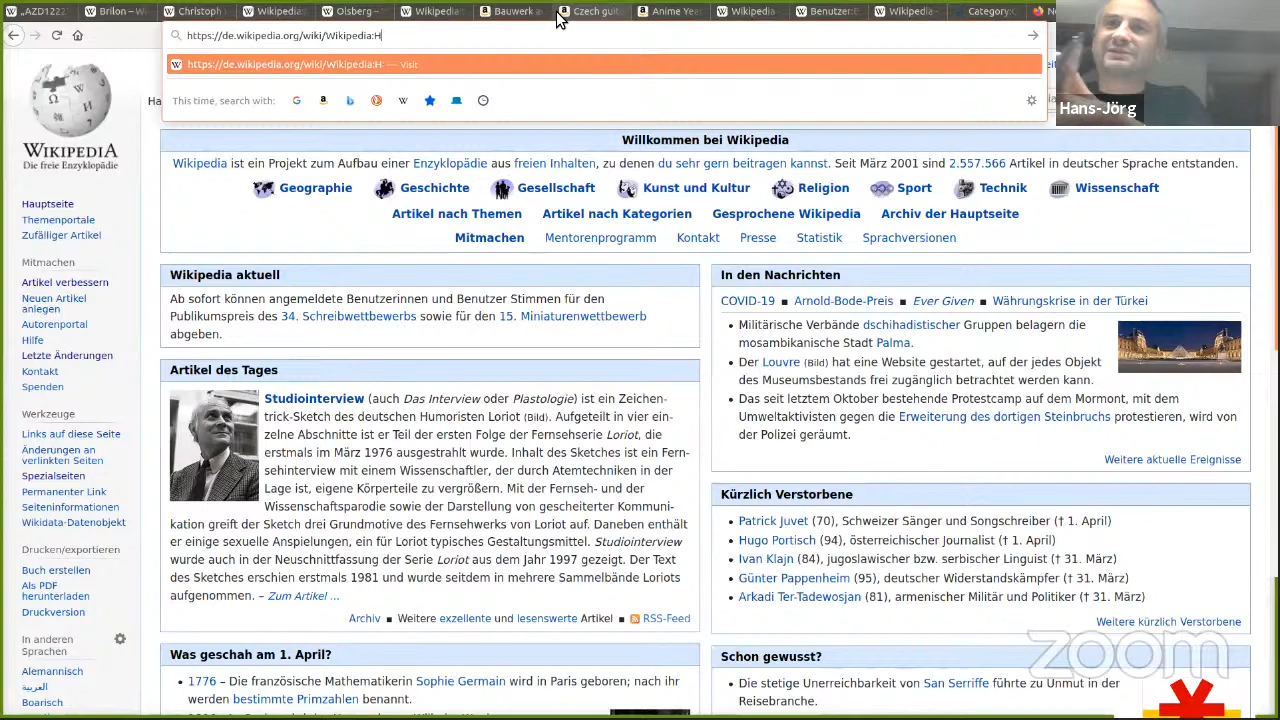 „AZD1222
Brilon – W
Christoph
Wikipedia
Olsberg –
Wikipedia
Bauwerk
Czech guit
Anime Yea
Wikipedia
Benutzer:
Wikipedia
Category:
https://de.wikipedia.org/wiki/Wikipedia:H
https://de.wikipedia.org/wiki/Wikipedia:H — Visit
This time, search with:
Hans-Jörg
WIKIPEDIA
Die freie Enzyklopädie
Hauptseite
Themenportale
Zufälliger Artikel
Mitmachen
Artikel verbessern
Neuen Artikel
anlegen
Autorenportal
Hilfe
Letzte Änderungen
Kontakt
Spenden
Werkzeuge
Links auf diese Seite
Änderungen an
verlinkten Seiten
Spezialseiten
Permanenter Link
Seiteninformationen
Wikidata-Datenobjekt
Drucken/exportieren
Buch erstellen
Als PDF
herunterladen
Druckversion
In anderen
Sprachen
Alemannisch
العربية
Boarisch
Willkommen bei Wikipedia
Wikipedia ist ein Projekt zum Aufbau einer Enzyklopädie aus freien Inhalten, zu denen du sehr gern beitragen kannst. Seit März 2001 sind 2.557.566 Artikel in deutscher Sprache entstanden.
Geographie Geschichte Gesellschaft Kunst und Kultur Religion Sport Technik Wissenschaft
Artikel nach Themen Artikel nach Kategorien Gesprochene Wikipedia Archiv der Hauptseite
Mitmachen Mentorenprogramm Kontakt Presse Statistik Sprachversionen
Wikipedia aktuell
Ab sofort können angemeldete Benutzerinnen und Benutzer Stimmen für den
Publikumspreis des 34. Schreibwettbewerbs sowie für den 15. Miniaturenwettbewerb
abgeben.
Artikel des Tages
Studiointerview (auch Das Interview oder Plastologie) ist ein Zeichen-
trick-Sketch des deutschen Humoristen Loriot (Bild). Aufgeteilt in vier ein-
zelne Abschnitte ist er Teil der ersten Folge der Fernsehserie Loriot, die
erstmals im März 1976 ausgestrahlt wurde. Inhalt des Sketches ist ein Fern-
sehinterview mit einem Wissenschaftler, der durch Atemtechniken in der
Lage ist, eigene Körperteile zu vergrößern. Mit der Fernseh- und der
Wissenschaftsparodie sowie der Darstellung von gescheiterter Kommuni-
kation greift der Sketch drei Grundmotive des Fernsehwerks von Loriot auf. Daneben enthält
er einige sexuelle Anspielungen, ein für Loriot typisches Gestaltungsmittel. Studiointerview
wurde auch in der Neuschnittfassung der Serie Loriot aus dem Jahr 1997 gezeigt. Der Text
des Sketches erschien erstmals 1981 und wurde seitdem in mehrere Sammelbände Loriots
aufgenommen. – Zum Artikel ...
Archiv ■ Weitere exzellente und lesenswerte Artikel ■ RSS-Feed
Was geschah am 1. April?
• 1776 – Die französische Mathematikerin Sophie Germain wird in Paris geboren; nach ihr
werden bestimmte Primzahlen benannt.
In den Nachrichten
COVID-19 ■ Arnold-Bode-Preis ■ Ever Given ■ Währungskrise in der Türkei
• Militärische Verbände dschihadistischer Gruppen belagern die
mosambikanische Stadt Palma.
• Der Louvre (Bild) hat eine Website gestartet, auf der jedes Objekt
des Museumsbestands frei zugänglich betrachtet werden kann.
• Das seit letztem Oktober bestehende Protestcamp auf dem Mormont, mit dem
Umweltaktivisten gegen die Erweiterung des dortigen Steinbruchs protestieren, wird von
der Polizei geräumt.
Weitere aktuelle Ereignisse
Kürzlich Verstorbene
• Patrick Juvet (70), Schweizer Sänger und Songschreiber († 1. April)
• Hugo Portisch (94), österreichischer Journalist († 1. April)
• Ivan Klajn (84), jugoslawischer bzw. serbischer Linguist († 31. März)
• Günter Pappenheim (95), deutscher Widerstandskämpfer († 31. März)
• Arkadi Ter-Tadewosjan (81), armenischer Militär und Politiker († 31. März)
Weitere kürzlich Verstorbene
Schon gewusst?
• Die stetige Unerreichbarkeit von San Serriffe führte zu Unmut in der
Reisebranche.
zoom